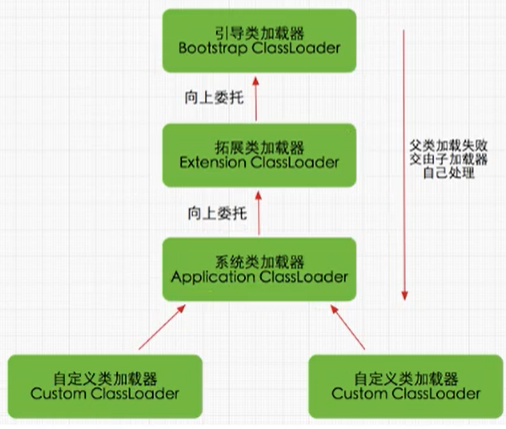 引导类加载器
Bootstrap ClassLoader
向上委托
拓展类加载器
Extension ClassLoader
父类加载失败
交由子加载器
自己处理
向上委托
系统类加载器
Application ClassLoader
自定义类加载器
Custom ClassLoader
自定义类加载器
Custom ClassLoader